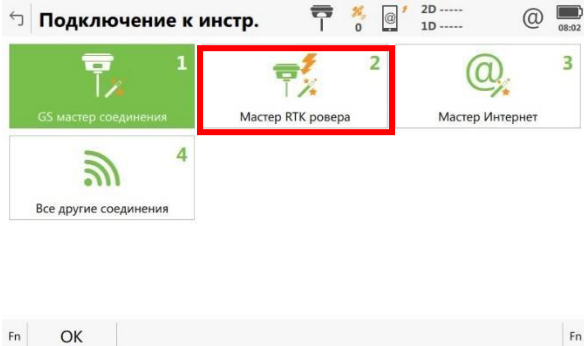 Подключение к инстр.
0
@
2D -----
1D -----
@
08:02
1
GS мастер соединения
2
Мастер RTK ровера
@
3
Мастер Интернет
4
Все другие соединения
Fn OK Fn